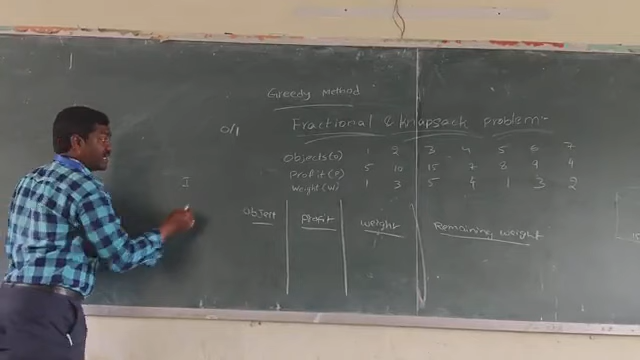 Greedy Method
0/1 Fractional & knapsack problem.
Objects(o) 1 2 3 4 5 6 7
Profit(P) 5 10 15 7 8 9 4
Weight(W) 1 3 5 4 1 3 2
I
Object Profit Weight Remaining weight